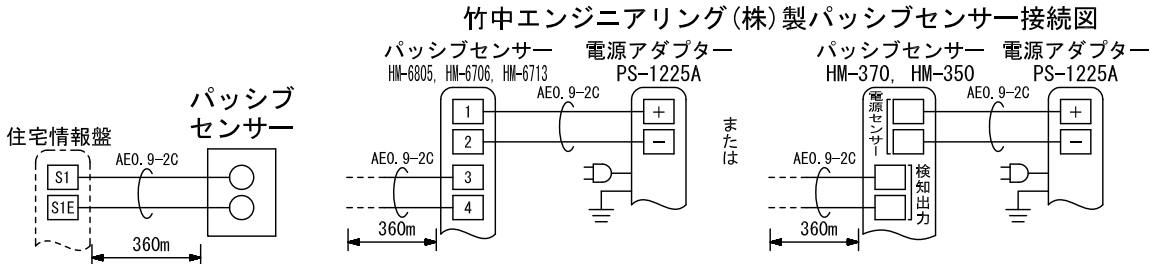 竹中エンジニアリング(株)製パッシブセンサー接続図
住宅情報盤
S1
S1E
AE0.9-2C
360m
パッシブ
センサー
パッシブセンサー
HM-6805, HM-6706, HM-6713
1
2
3
4
AE0.9-2C
360m
AE0.9-2C
電源アダプター
PS-1225A
+
−
または
パッシブセンサー
HM-370, HM-350
電源センサー
検知出力
AE0.9-2C
360m
AE0.9-2C
電源アダプター
PS-1225A
+
−